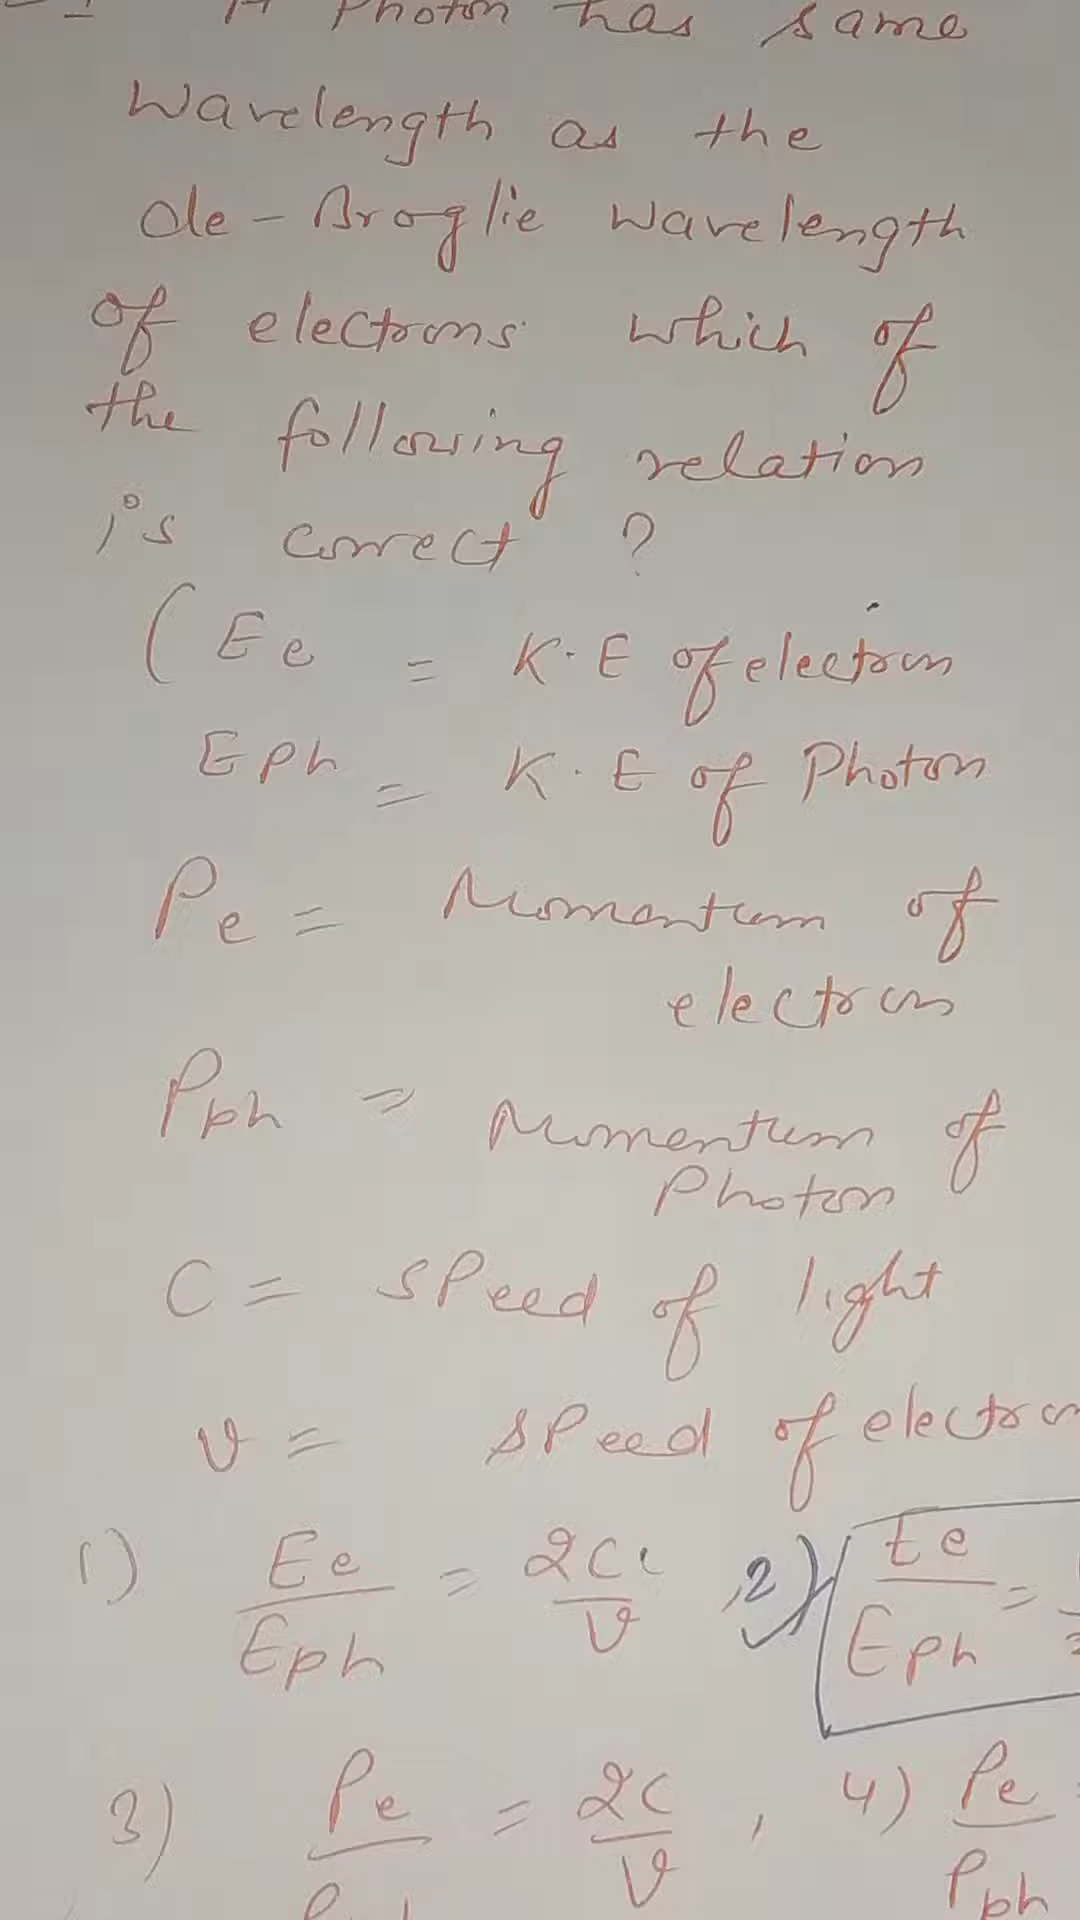 Photon has same
Wavelength as the
de-Broglie wavelength
of electrons which of
the following relation
is correct ?
( Ee = K.E of electron
Eph = K.E of Photon
Pe = Momentum of
electron
Pph = Momentum of
Photon
C = speed of light
v = speed of electron
1) Ee/Eph = 2C/v 2) Ee/Eph =
3) Pe = 2C/v , 4) Pe/Pph